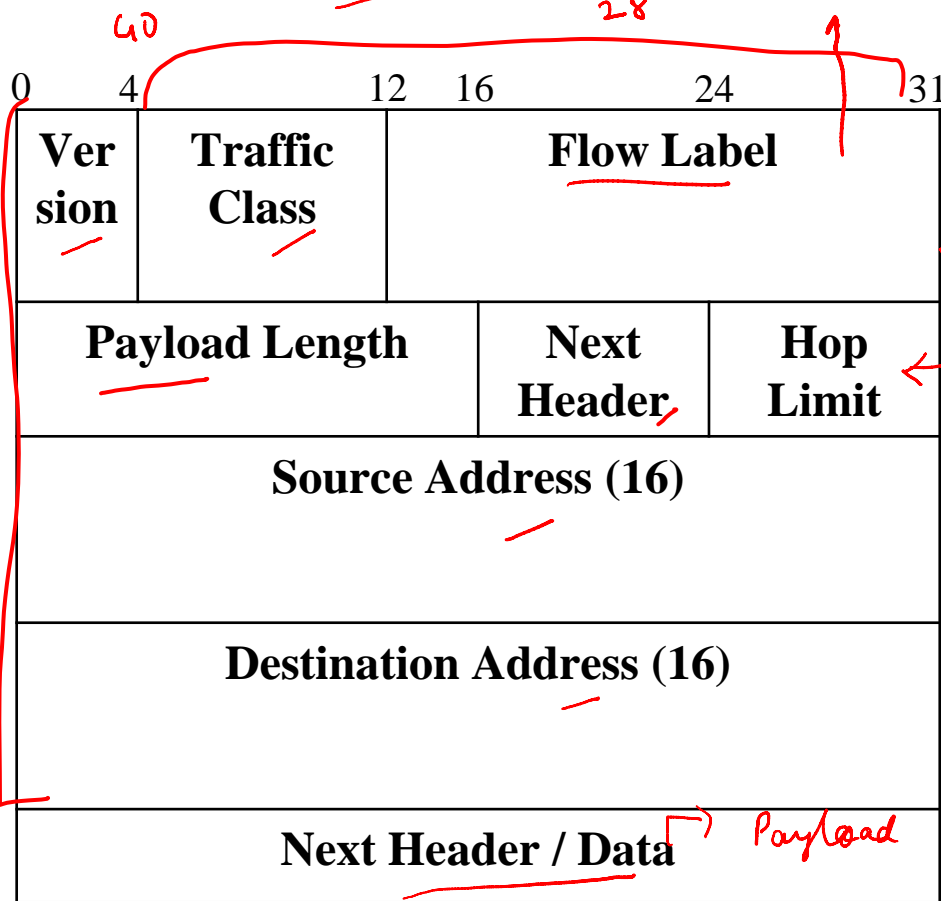 40 28
0 4 12 16 24 31
Ver Traffic Flow Label
sion Class
Payload Length Next Hop
Header Limit
Source Address (16)
Destination Address (16)
Next Header / Data Payload